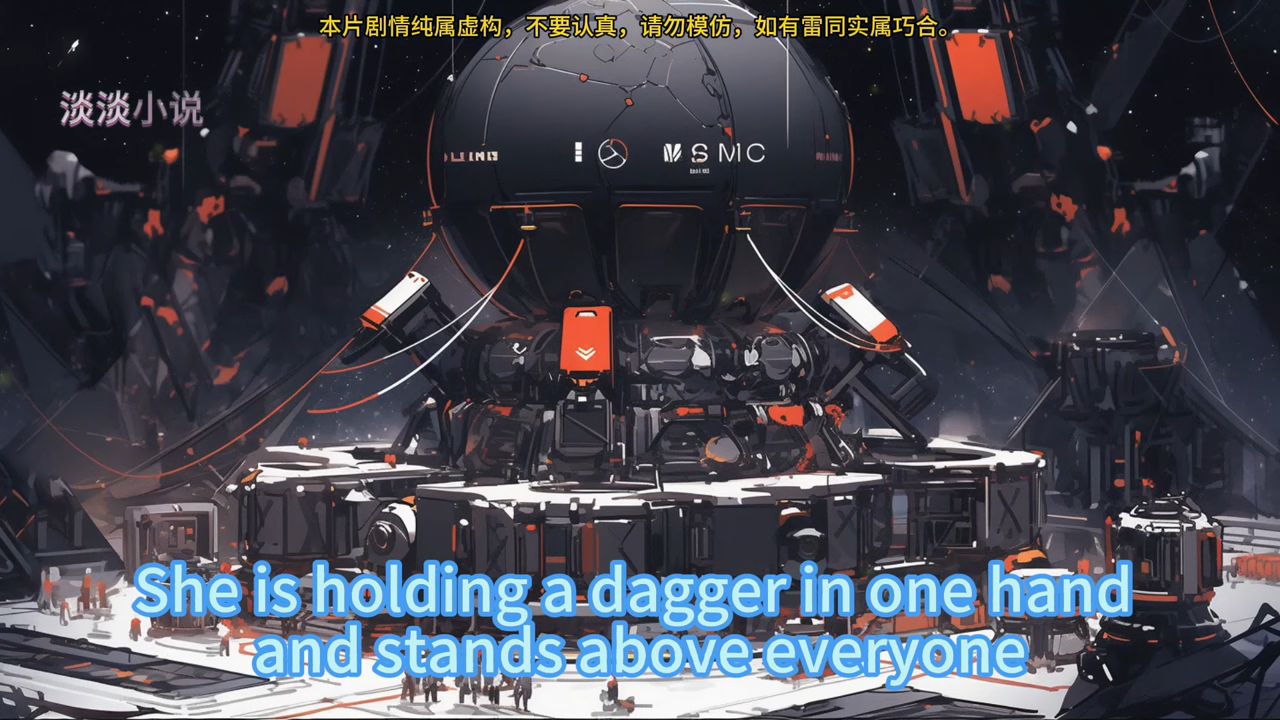 本片剧情纯属虚构，不要认真，请勿模仿，如有雷同实属巧合。
淡淡小说
SMC
She is holding a dagger in one hand
and stands above everyone